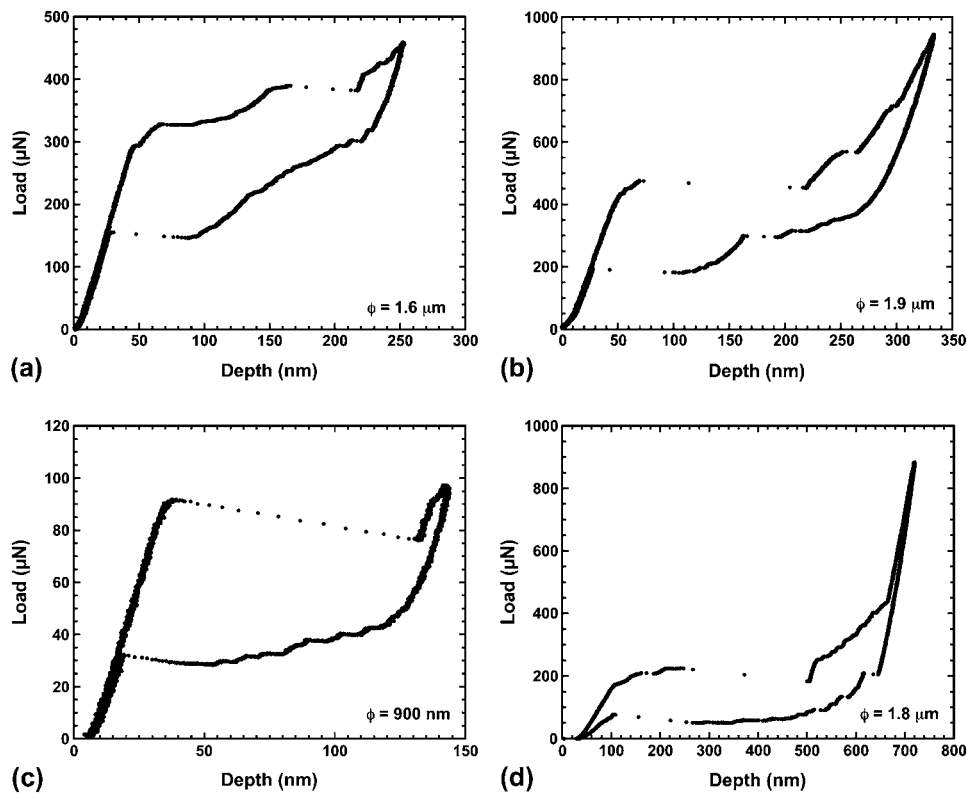 500
400
300
200
100
0
0 50 100 150 200 250 300
Load (µN)
Depth (nm)
ϕ = 1.6 µm
(a)
1000
800
600
400
200
0
0 50 100 150 200 250 300 350 400
Load (µN)
Depth (nm)
ϕ = 1.9 µm
(b)
120
100
80
60
40
20
0
0 50 100 150
Load (µN)
Depth (nm)
ϕ = 900 nm
(c)
1000
800
600
400
200
0
0 100 200 300 400 500 600 700 800
Load (µN)
Depth (nm)
ϕ = 1.8 µm
(d)